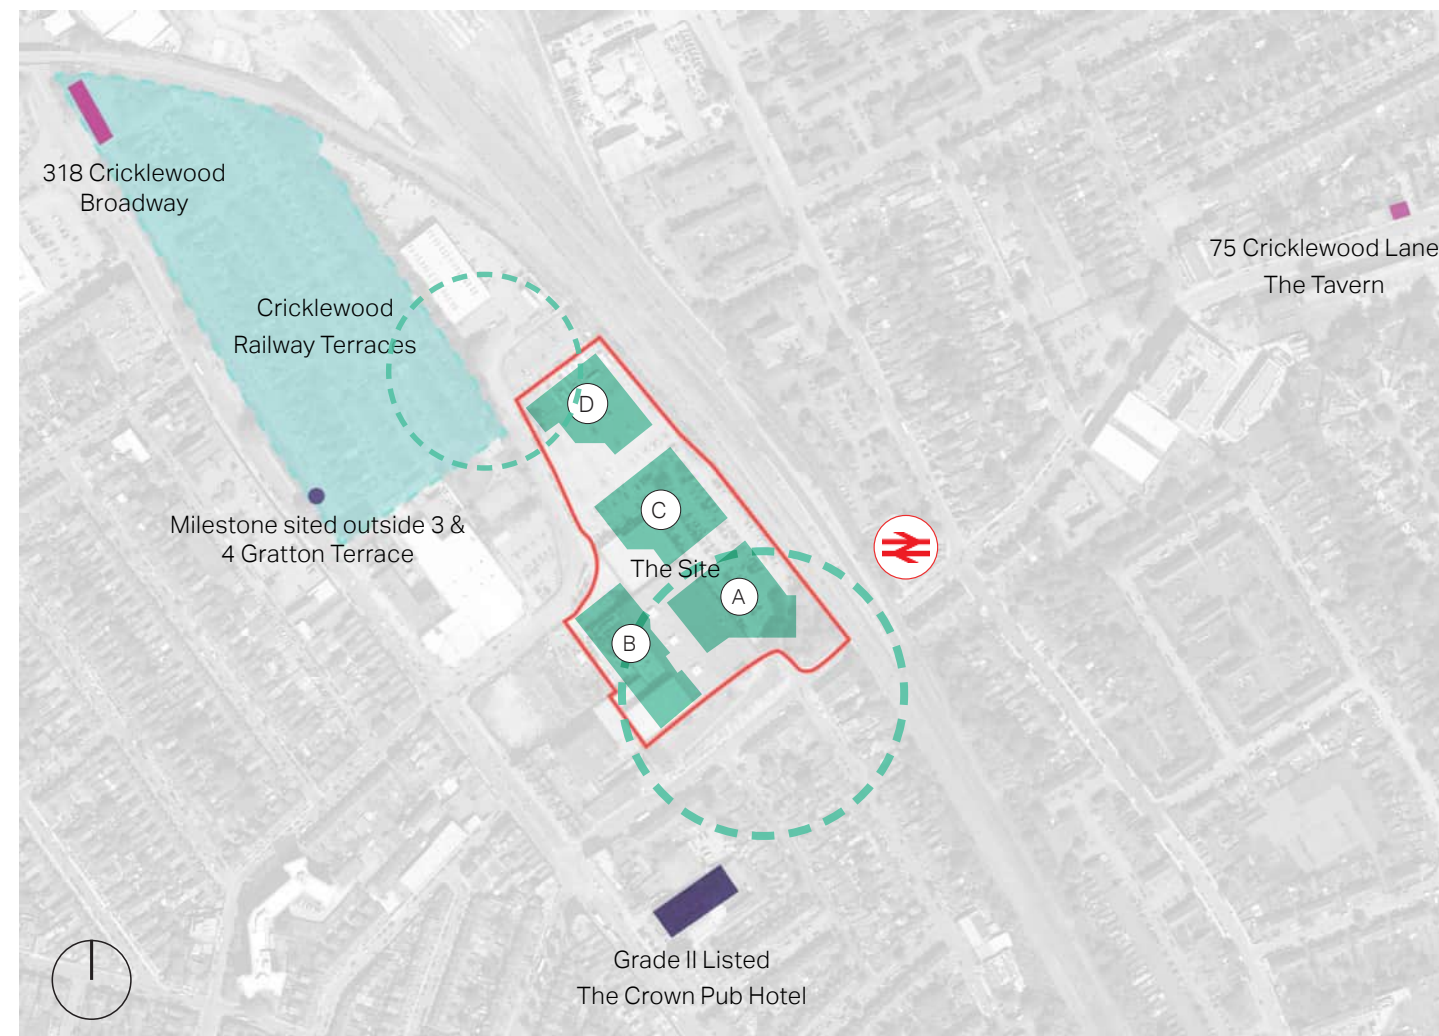 318 Cricklewood
Broadway
75 Cricklewood Lane
The Tavern
Cricklewood
Railway Terraces
D
C
Milestone sited outside 3 &
4 Gratton Terrace
The Site
A
B
Grade II Listed
The Crown Pub Hotel